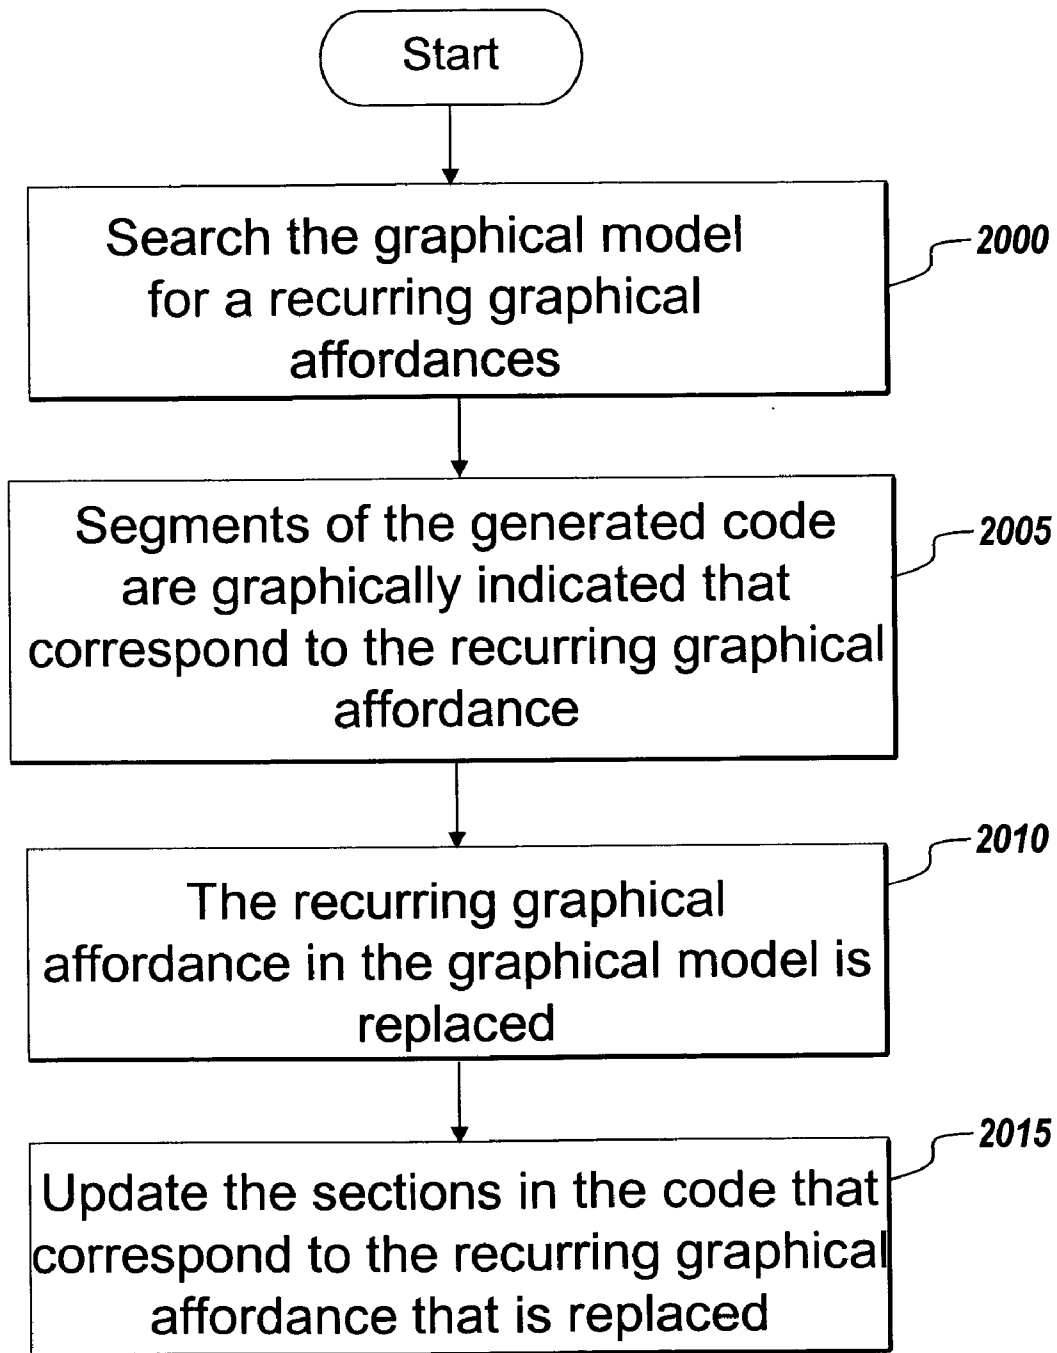 Start
Search the graphical model
for a recurring graphical
affordances
2000
Segments of the generated code
are graphically indicated that
correspond to the recurring graphical
affordance
2005
The recurring graphical
affordance in the graphical model is
replaced
2010
Update the sections in the code that
correspond to the recurring graphical
affordance that is replaced
2015